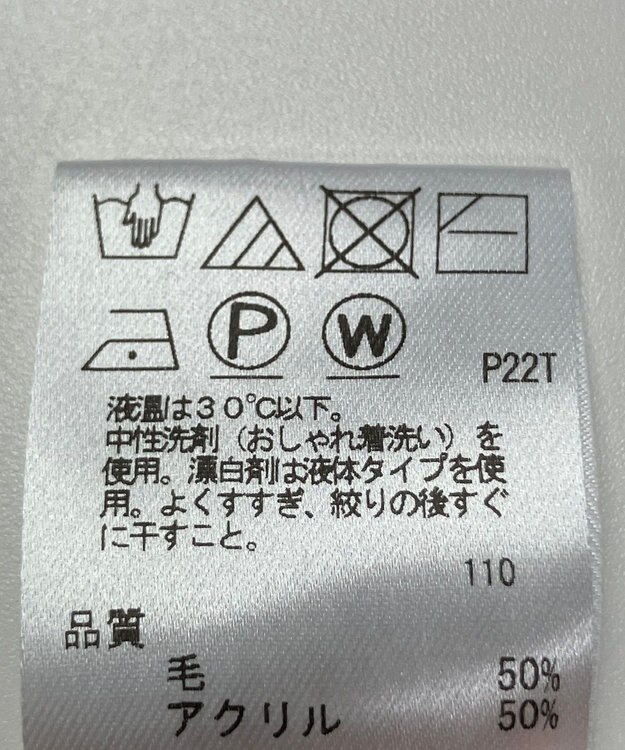 P W P22T
液温は30℃以下。
中性洗剤（おしゃれ着洗い）を
使用。漂白剤は液体タイプを使
用。よくすすぎ、絞りの後すぐ
に干すこと。
110
品質
毛 50%
アクリル 50%